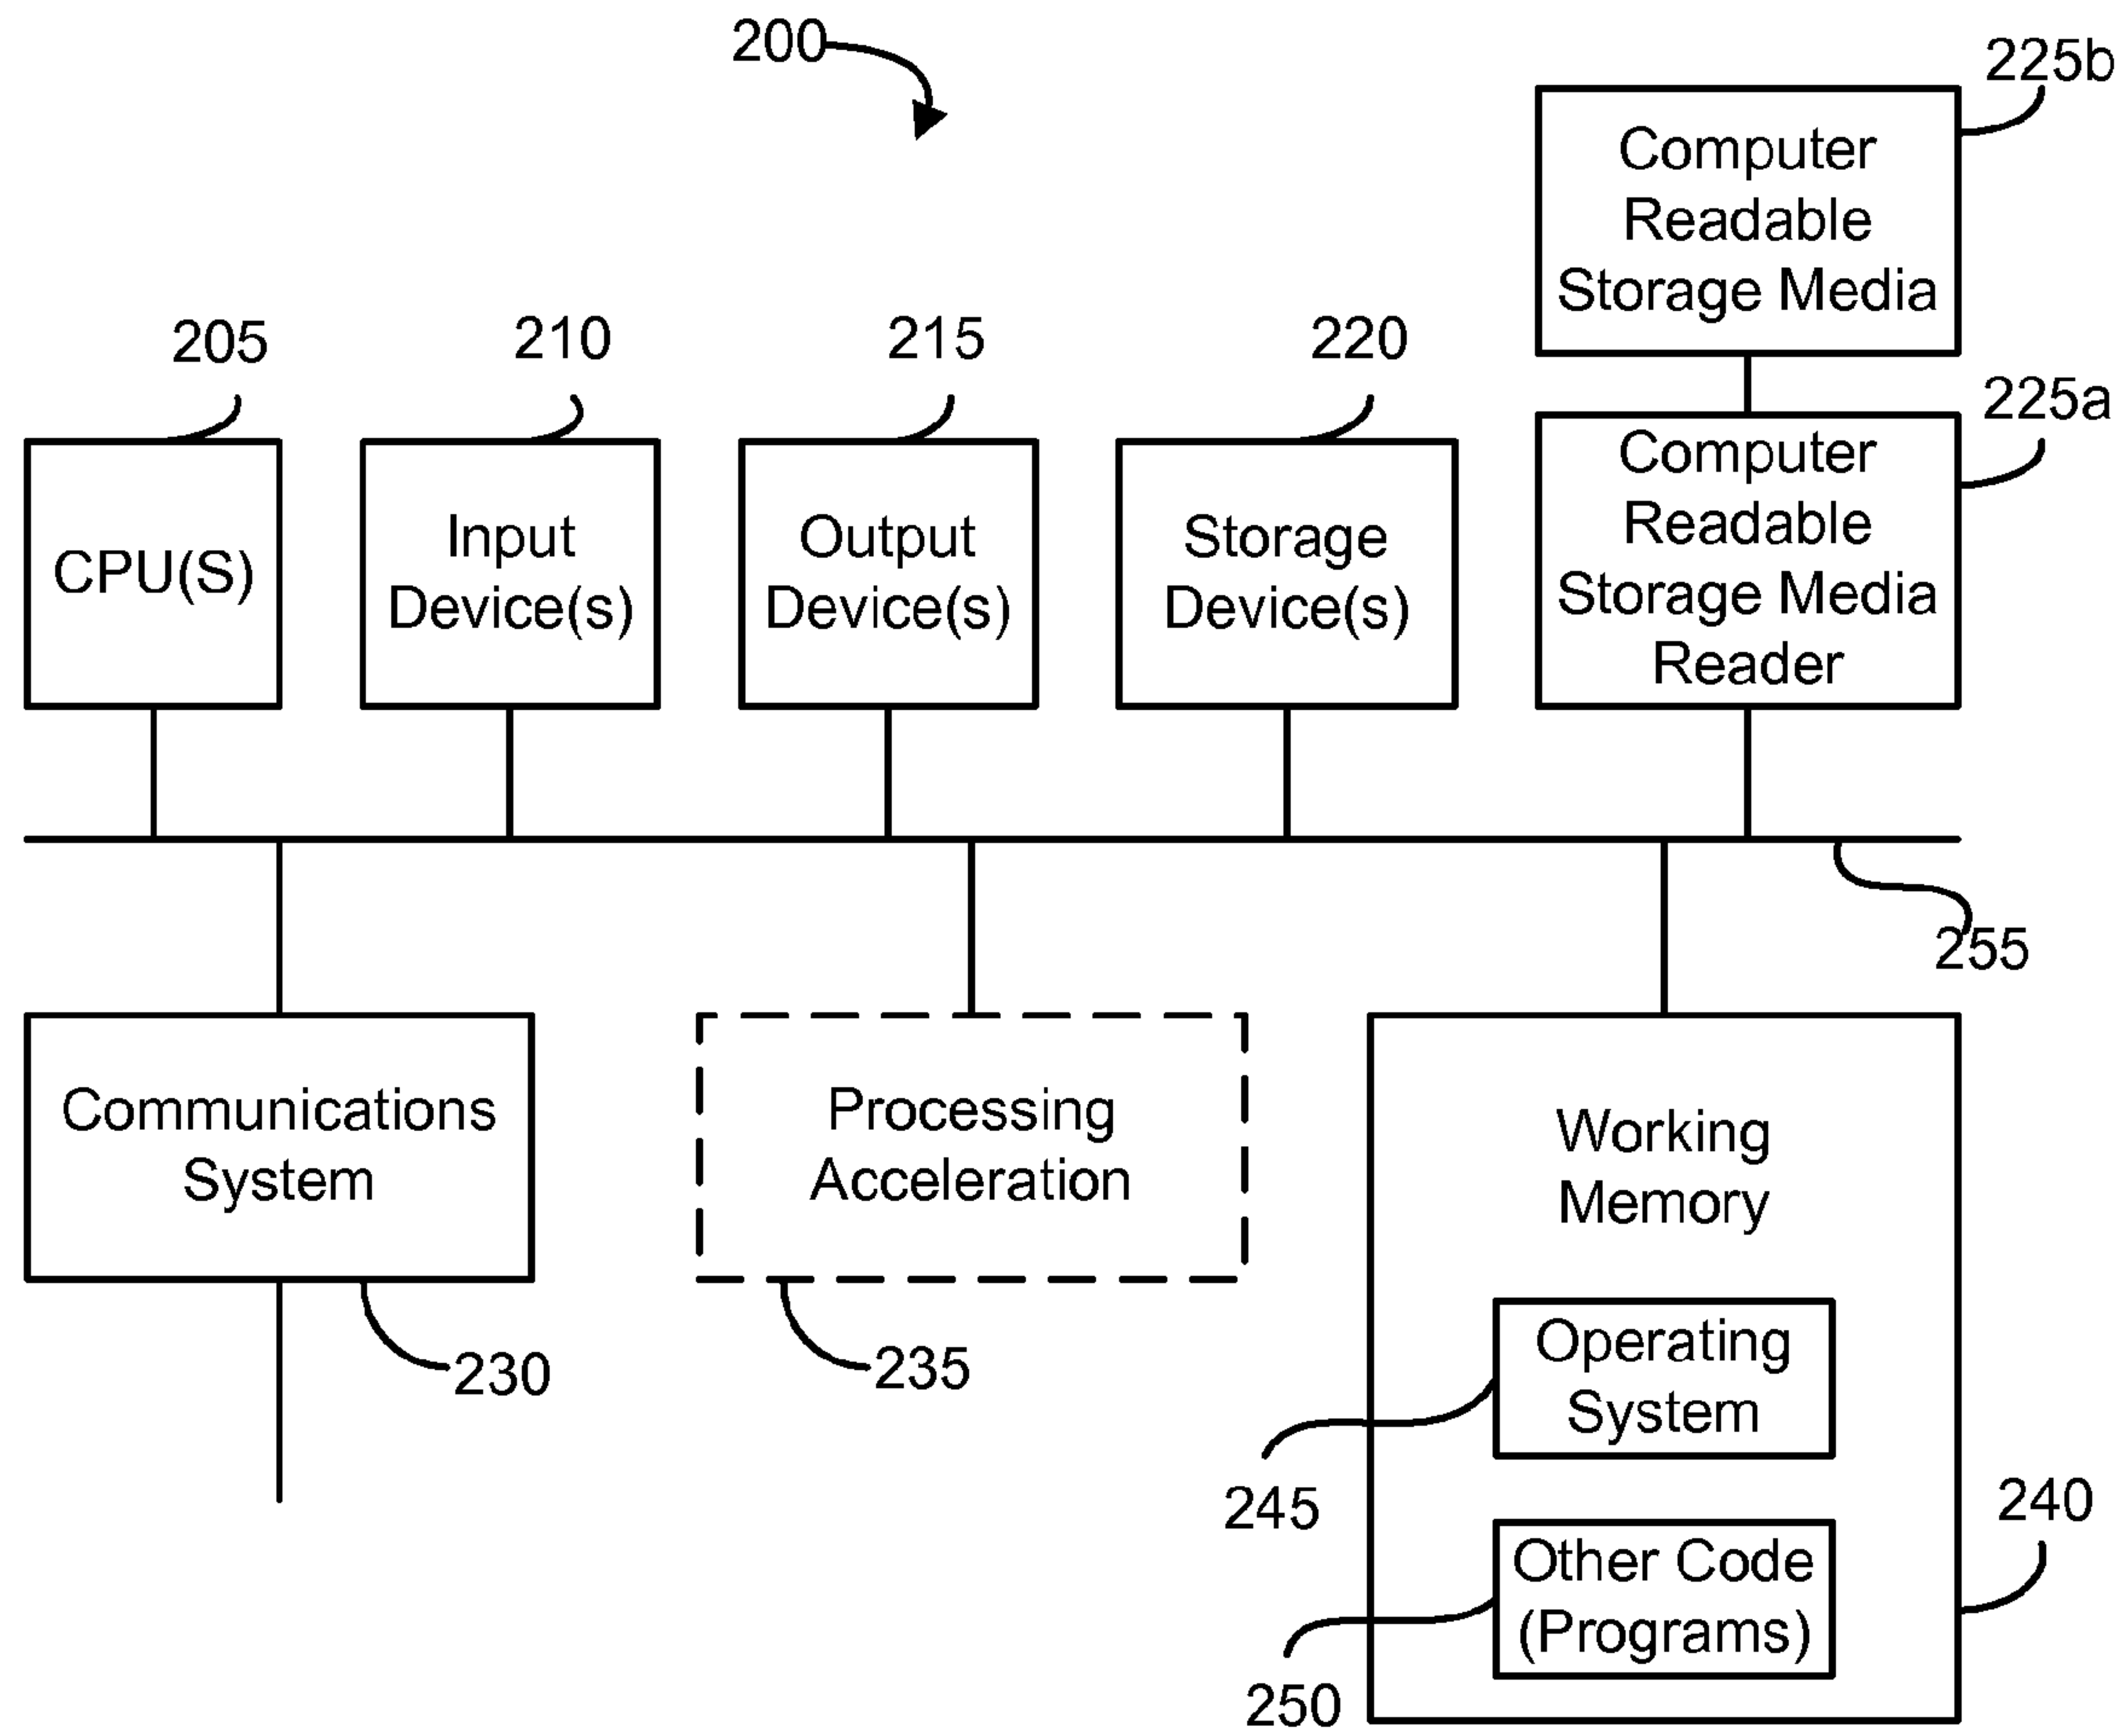 200
225b
Computer
Readable
Storage Media
205
210
215
220
225a
CPU(S)
Input
Device(s)
Output
Device(s)
Storage
Device(s)
Computer
Readable
Storage Media
Reader
255
Communications
System
230
Processing
Acceleration
235
Working
Memory
Operating
System
245
240
Other Code
(Programs)
250